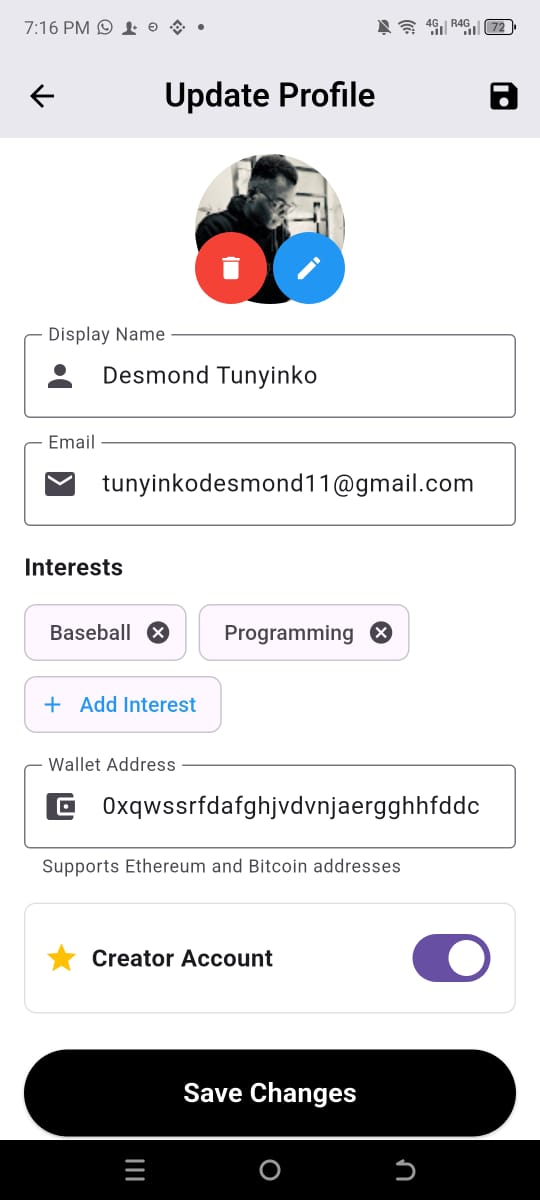 7:16 PM
4G R4G 72
Update Profile
Display Name
Desmond Tunyinko
Email
tunyinkodesmond11@gmail.com
Interests
Baseball
Programming
+ Add Interest
Wallet Address
0xqwssrfdafghjvdvnjaergghhfddc
Supports Ethereum and Bitcoin addresses
Creator Account
Save Changes